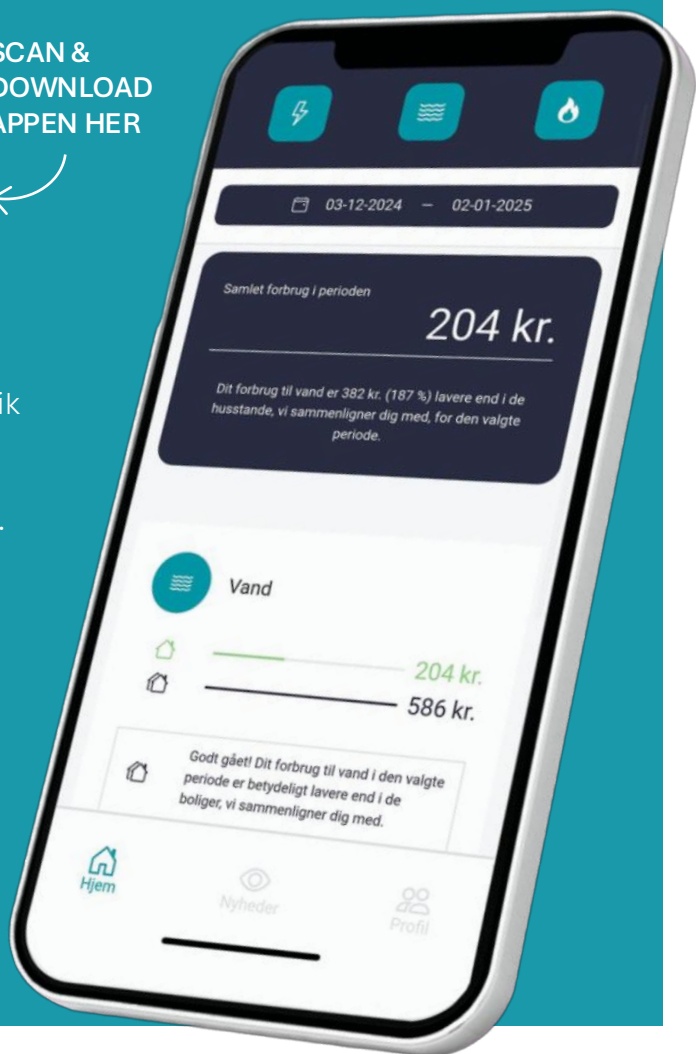 SCAN &
DOWNLOAD
APPEN HER
03-12-2024 – 02-01-2025
Samlet forbrug i perioden
204 kr.
Dit forbrug til vand er 382 kr. (187 %) lavere end i de
husstande, vi sammenligner dig med, for den valgte
periode.
ik
.
Vand
204 kr.
586 kr.
Godt gået! Dit forbrug til vand i den valgte
periode er betydeligt lavere end i de
boliger, vi sammenligner dig med.
Hjem
Nyheder
Profil